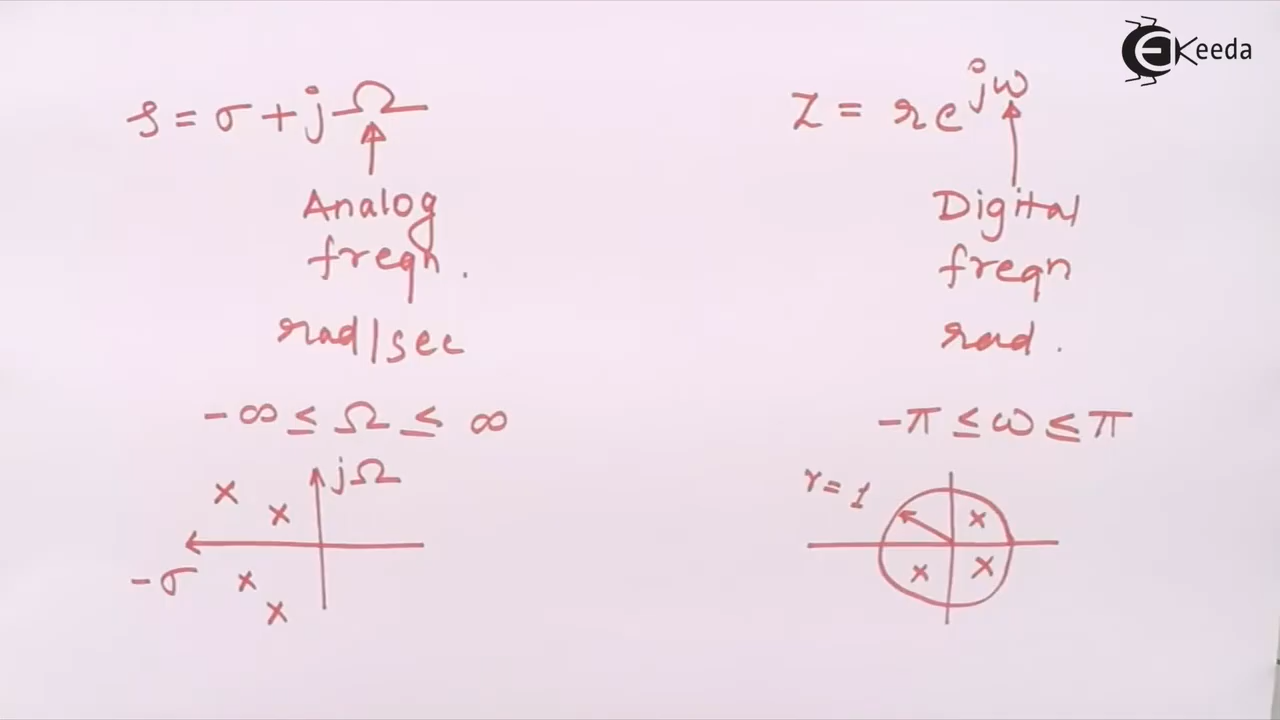 EKeeda
s = σ + jΩ
Analog
freqn.
rad/sec
-∞ ≤ Ω ≤ ∞
jΩ
-σ
Z = re^jω
Digital
freqn
rad.
-π ≤ ω ≤ π
r = 1